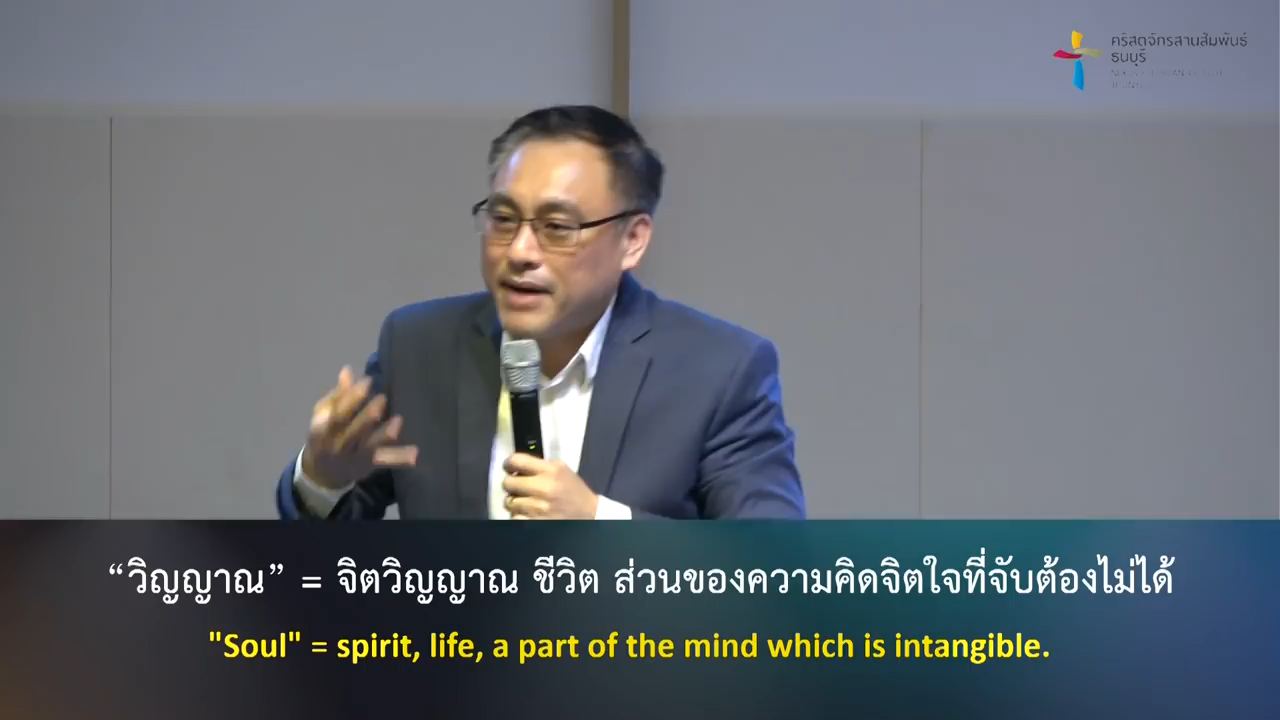 คริสตจักรสานสัมพันธ์
ธนบุรี
“วิญญาณ” = จิตวิญญาณ ชีวิต ส่วนของความคิดจิตใจที่จับต้องไม่ได้
"Soul" = spirit, life, a part of the mind which is intangible.